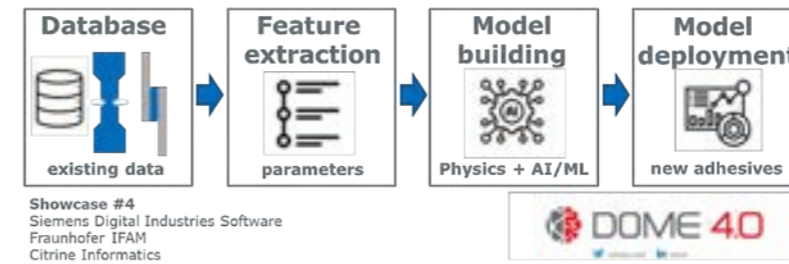 Database
existing data
Feature
extraction
parameters
Model
building
AI
Physics + AI/ML
Model
deployment
new adhesives
Showcase #4
Siemens Digital Industries Software
Fraunhofer IFAM
Citrine Informatics
DOME 4.0